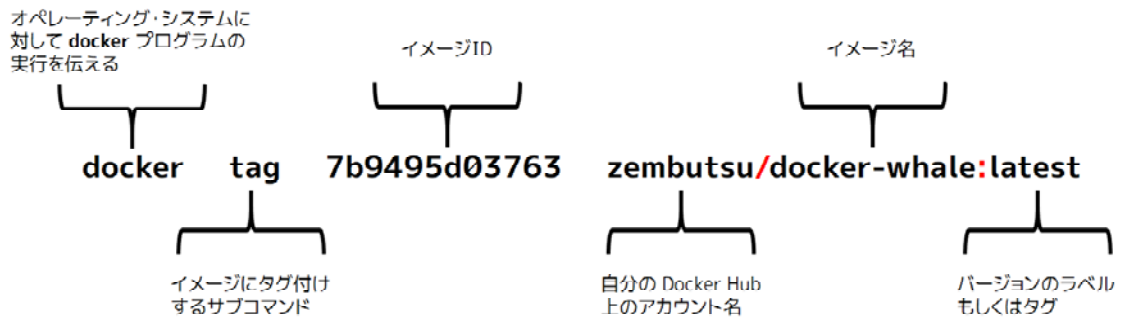 オペレーティング・システムに
対して docker プログラムの
実行を伝える
イメージID
イメージ名
docker tag 7b9495d03763 zembutsu/docker-whale:latest
イメージにタグ付け
するサブコマンド
自分の Docker Hub
上のアカウント名
バージョンのラベル
もしくはタグ